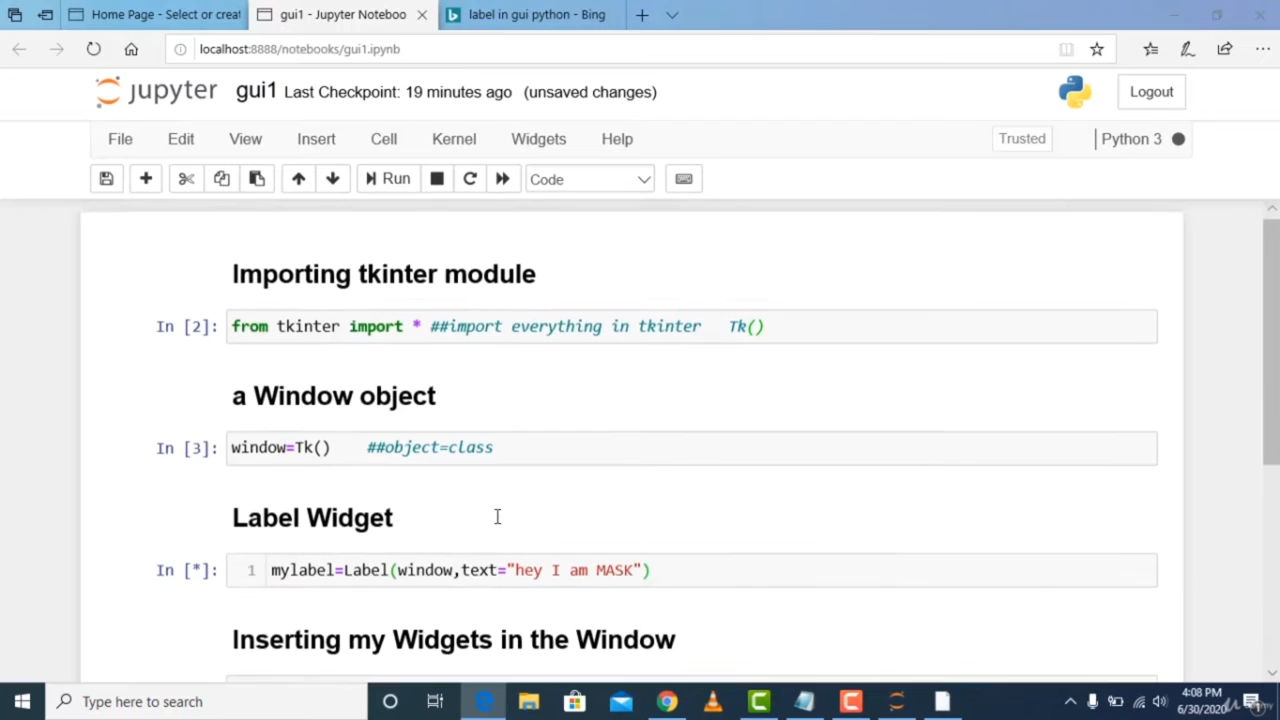 Home Page - Select or creat
gui1 - Jupyter Noteboo
label in gui python - Bing
localhost:8888/notebooks/gui1.ipynb
jupyter
gui1 Last Checkpoint: 19 minutes ago (unsaved changes)
Logout
File Edit View Insert Cell Kernel Widgets Help
Trusted
Python 3
Run
Code
Importing tkinter module
In [2]: from tkinter import * ##import everything in tkinter Tk()
a Window object
In [3]: window=Tk() ##object=class
Label Widget
In [*]: 1 mylabel=Label(window,text="hey I am MASK")
Inserting my Widgets in the Window
Type here to search
4:08 PM
6/30/2020